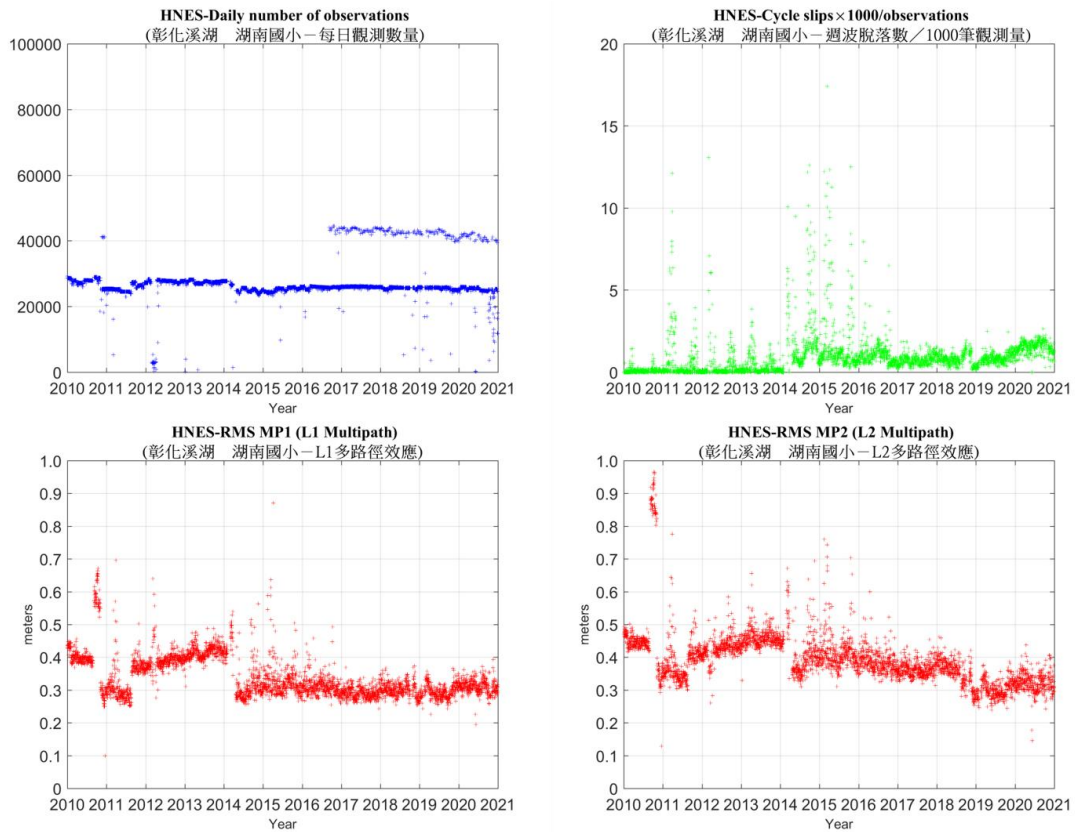 HNES-Daily number of observations
(彰化溪湖　湖南國小－每日觀測數量)
100000
80000
60000
40000
20000
0
2010 2011 2012 2013 2014 2015 2016 2017 2018 2019 2020 2021
Year
HNES-Cycle slips×1000/observations
(彰化溪湖　湖南國小－週波脫落數／1000筆觀測量)
20
15
10
5
0
2010 2011 2012 2013 2014 2015 2016 2017 2018 2019 2020 2021
Year
HNES-RMS MP1 (L1 Multipath)
(彰化溪湖　湖南國小－L1多路徑效應)
meters
1.0
0.9
0.8
0.7
0.6
0.5
0.4
0.3
0.2
0.1
0
2010 2011 2012 2013 2014 2015 2016 2017 2018 2019 2020 2021
Year
HNES-RMS MP2 (L2 Multipath)
(彰化溪湖　湖南國小－L2多路徑效應)
meters
1.0
0.9
0.8
0.7
0.6
0.5
0.4
0.3
0.2
0.1
0
2010 2011 2012 2013 2014 2015 2016 2017 2018 2019 2020 2021
Year